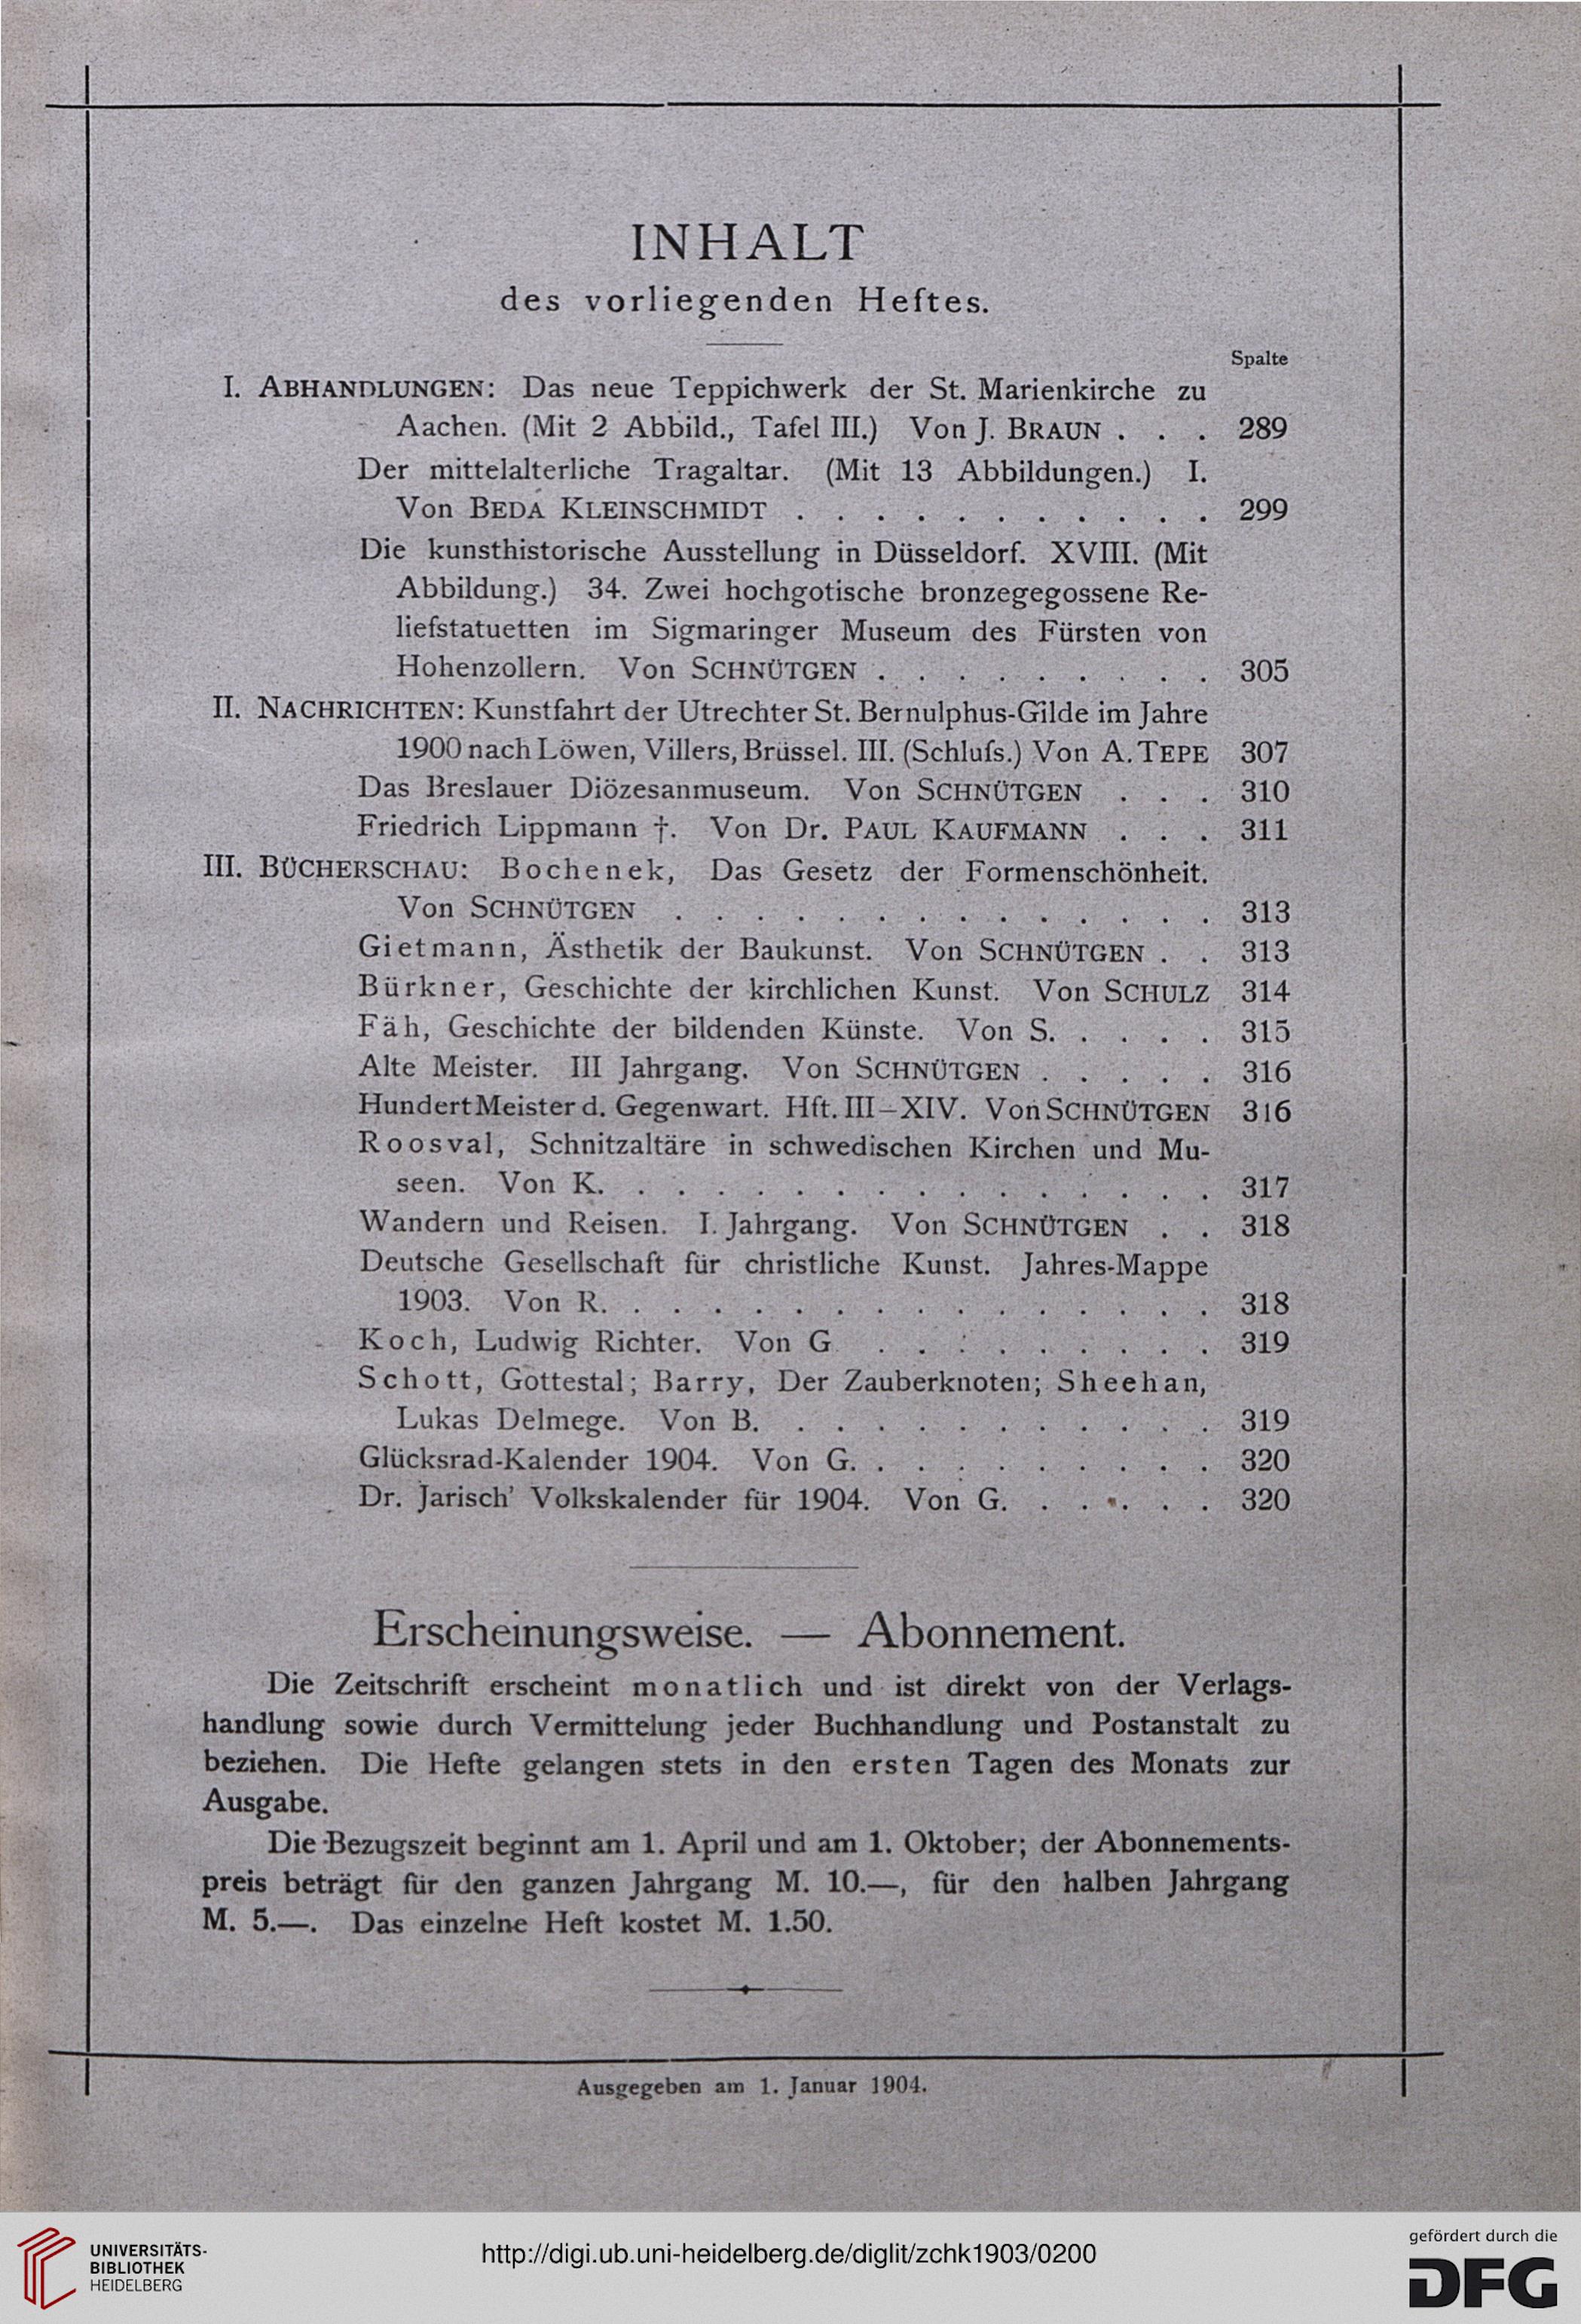 INHALT
des vorliegenden Heftes.
Spalte
I. ABHANDLUNGEN: Das neue Teppichwerk der St. Marienkirche zu
Aachen. (Mit 2 Abbild., Tafel III.) Von J. BRAUN . . . 289
Der mittelalterliche Tragaltar. (Mit 13 Abbildungen.) I.
Von BEDA KLEINSCHMIDT . . . . . . . . . . . 299
Die kunsthistorische Ausstellung in Düsseldorf. XVIII. (Mit
Abbildung.) 34. Zwei hochgotische bronzegegossene Re-
liefstatuetten im Sigmaringer Museum des Fürsten von
Hohenzollern. Von SCHNÜTGEN . . . . . . . . . 305
II. NACHRICHTEN: Kunstfahrt der Utrechter St. Bernulphus-Gilde im Jahre
1900 nach Löwen, Villers, Brüssel. III. (Schluſs.) Von A. TEPE 307
Das Breslauer Diözesanmuseum. Von SCHNÜTGEN . . . 310
Friedrich Lippmann †. Von Dr. PAUL KAUFMANN . . . 311
III. BÜCHERSCHAU: Bochenek, Das Gesetz der Formenschönheit.
Von SCHNÜTGEN . . . . . . . . . . . . . . 313
Gietmann, Ästhetik der Baukunst. Von SCHNÜTGEN . . 313
Bürkner, Geschichte der kirchlichen Kunst. Von SCHULZ 314
Fäh, Geschichte der bildenden Künste. Von S. . . . . 315
Alte Meister. III Jahrgang. Von SCHNÜTGEN . . . . . 316
Hundert Meister d. Gegenwart. Hft. III–XIV. Von SCHNÜTGEN 316
Roosval, Schnitzaltäre in schwedischen Kirchen und Mu-
seen. Von K. . . . . . . . . . . . . . . . 317
Wandern und Reisen. I. Jahrgang. Von SCHNÜTGEN . . 318
Deutsche Gesellschaft für christliche Kunst. Jahres-Mappe
1903. Von R. . . . . . . . . . . . . . . . 318
Koch, Ludwig Richter. Von G . . . . . . . . . 319
Schott, Gottestal; Barry, Der Zauberknoten; Sheehan,
Lukas Delmege. Von B. . . . . . . . . . . . 319
Glücksrad-Kalender 1904. Von G. . . . . . . . . . 320
Dr. Jarisch' Volkskalender für 1904. Von G. . . . . . 320
Erscheinungsweise. — Abonnement.
Die Zeitschrift erscheint monatlich und ist direkt von der Verlags-
handlung sowie durch Vermittelung jeder Buchhandlung und Postanstalt zu
beziehen. Die Hefte gelangen stets in den ersten Tagen des Monats zur
Ausgabe.
Die Bezugszeit beginnt am 1. April und am 1. Oktober; der Abonnements-
preis beträgt für den ganzen Jahrgang M. 10.—, für den halben Jahrgang
M. 5.—. Das einzelne Heft kostet M. 1.50.
Ausgegeben am 1. Januar 1904.
UNIVERSITÄTS-
BIBLIOTHEK
HEIDELBERG
http://digi.ub.uni-heidelberg.de/diglit/zchk1903/0200
gefördert durch die
DFG